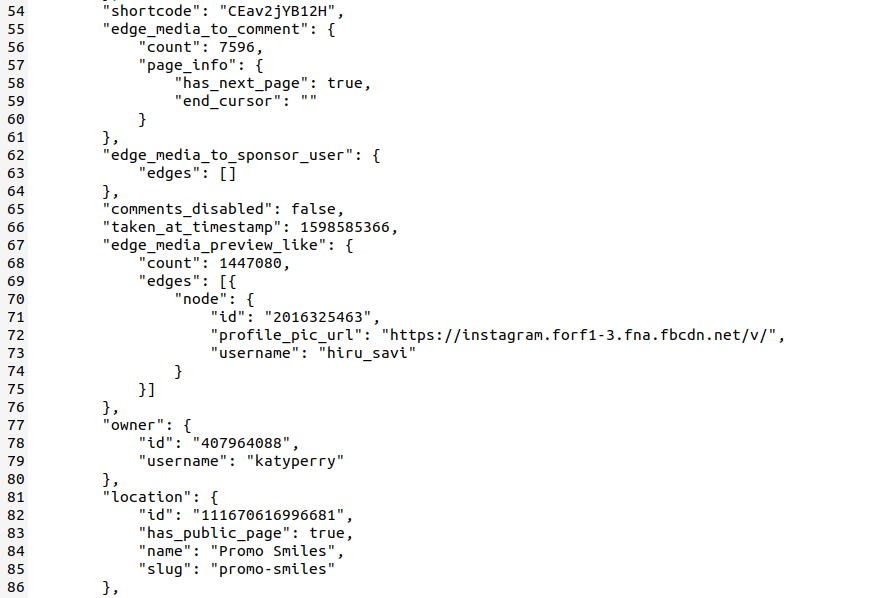 54 "shortcode": "CEav2jYB12H",
55 "edge_media_to_comment": {
56 "count": 7596,
57 "page_info": {
58 "has_next_page": true,
59 "end_cursor": ""
60 }
61 },
62 "edge_media_to_sponsor_user": {
63 "edges": []
64 },
65 "comments_disabled": false,
66 "taken_at_timestamp": 1598585366,
67 "edge_media_preview_like": {
68 "count": 1447080,
69 "edges": [{
70 "node": {
71 "id": "2016325463",
72 "profile_pic_url": "https://instagram.forf1-3.fna.fbcdn.net/v/",
73 "username": "hiru_savi"
74 }
75 }]
76 },
77 "owner": {
78 "id": "407964088",
79 "username": "katyperry"
80 },
81 "location": {
82 "id": "111670616996681",
83 "has_public_page": true,
84 "name": "Promo Smiles",
85 "slug": "promo-smiles"
86 },